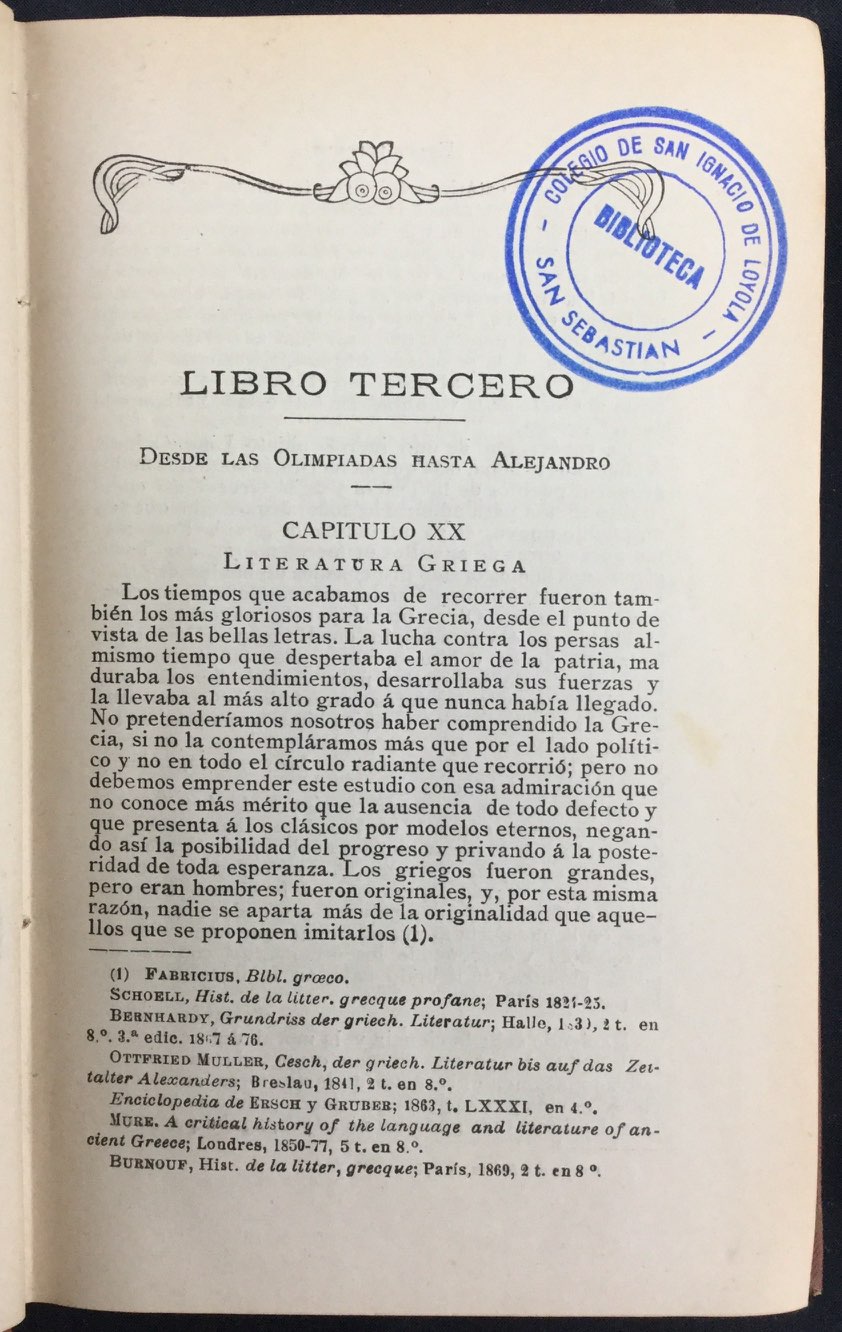 COLEGIO DE SAN IGNACIO DE LOYOLA
BIBLIOTECA
SAN SEBASTIAN
LIBRO TERCERO
DESDE LAS OLIMPIADAS HASTA ALEJANDRO
CAPITULO XX
LITERATURA GRIEGA
Los tiempos que acabamos de recorrer fueron tam-
bién los más gloriosos para la Grecia, desde el punto de
vista de las bellas letras. La lucha contra los persas al-
mismo tiempo que despertaba el amor de la patria, ma
duraba los entendimientos, desarrollaba sus fuerzas y
la llevaba al más alto grado á que nunca había llegado.
No pretenderíamos nosotros haber comprendido la Gre-
cia, si no la contempláramos más que por el lado políti-
co y no en todo el círculo radiante que recorrió; pero no
debemos emprender este estudio con esa admiración que
no conoce más mérito que la ausencia de todo defecto y
que presenta á los clásicos por modelos eternos, negan-
do así la posibilidad del progreso y privando á la poste-
ridad de toda esperanza. Los griegos fueron grandes,
pero eran hombres; fueron originales, y, por esta misma
razón, nadie se aparta más de la originalidad que aque-
llos que se proponen imitarlos (1).
(1) FABRICIUS, Blbl. græco.
SCHOELL, Hist. de la litter. grecque profane; París
BERNHARDY, Grundriss der griech. Literatur; Halle, 2 t. en
8.º. 3.ª edic. á 76.
OTTFRIED MULLER, Cesch, der griech. Literatur bis auf das Zei-
talter Alexanders; Breslau, 1841, 2 t. en 8.º.
Enciclopedia de ERSCH y GRUBER; 1863, t. LXXXI, en 4.º.
MURE. A critical history of the language and literature of an-
cient Greece; Londres, 1850-77, 5 t. en 8.º.
BURNOUF, Hist. de la litter, grecque; París, 1869, 2 t. en 8 º.